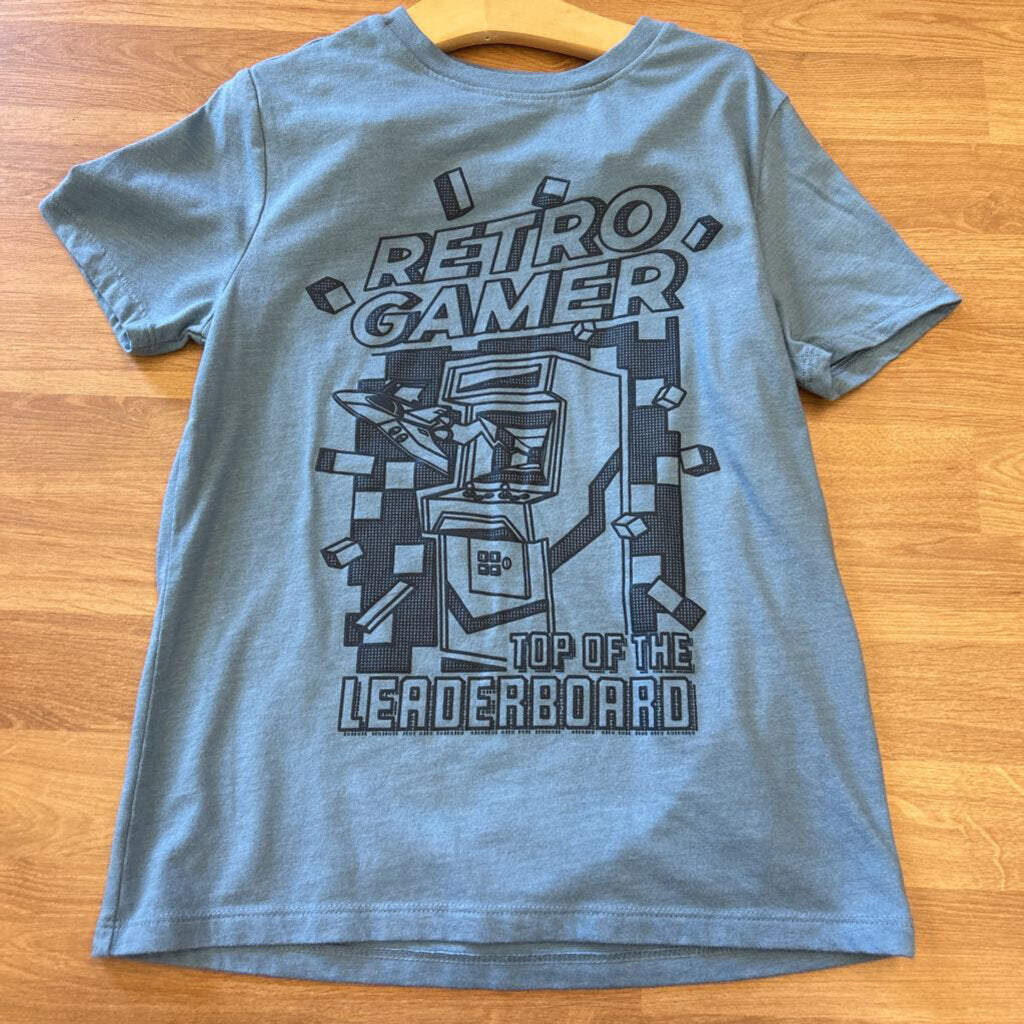 RETRO
GAMER
TOP OF THE
LEADERBOARD